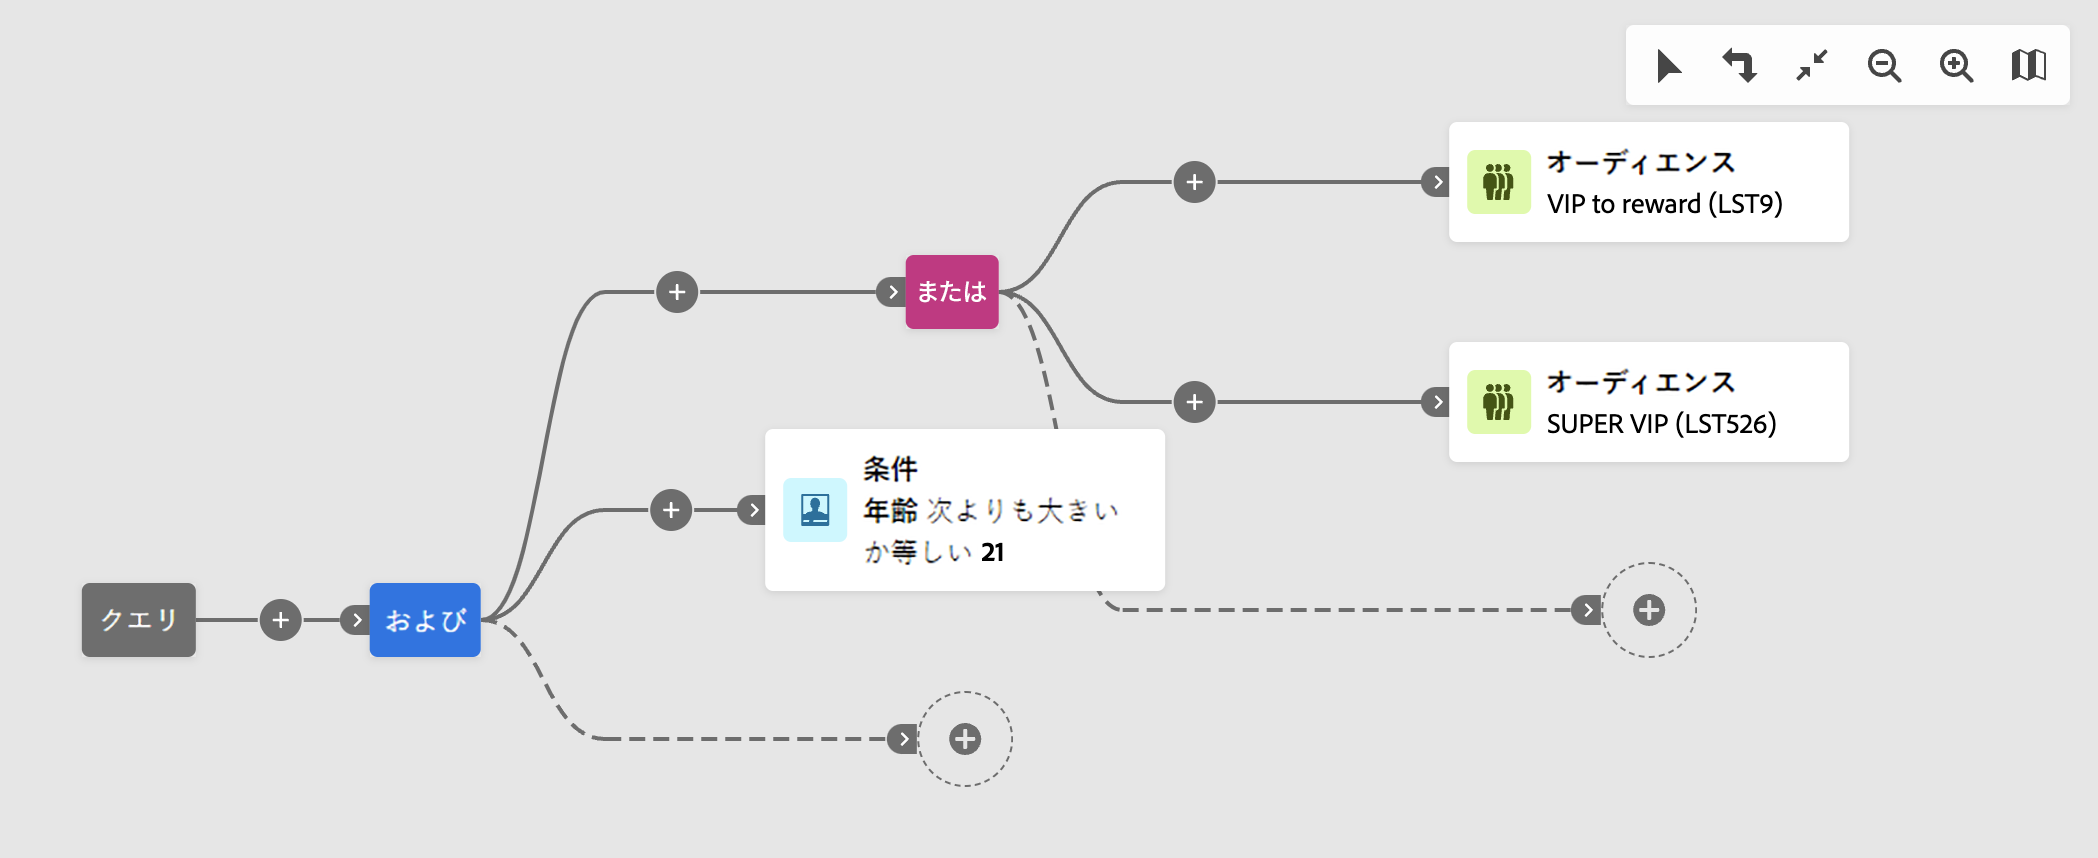 オーディエンス
VIP to reward (LST9)
または
オーディエンス
SUPER VIP (LST526)
条件
年齢 次よりも大きい
か等しい 21
クエリ
および